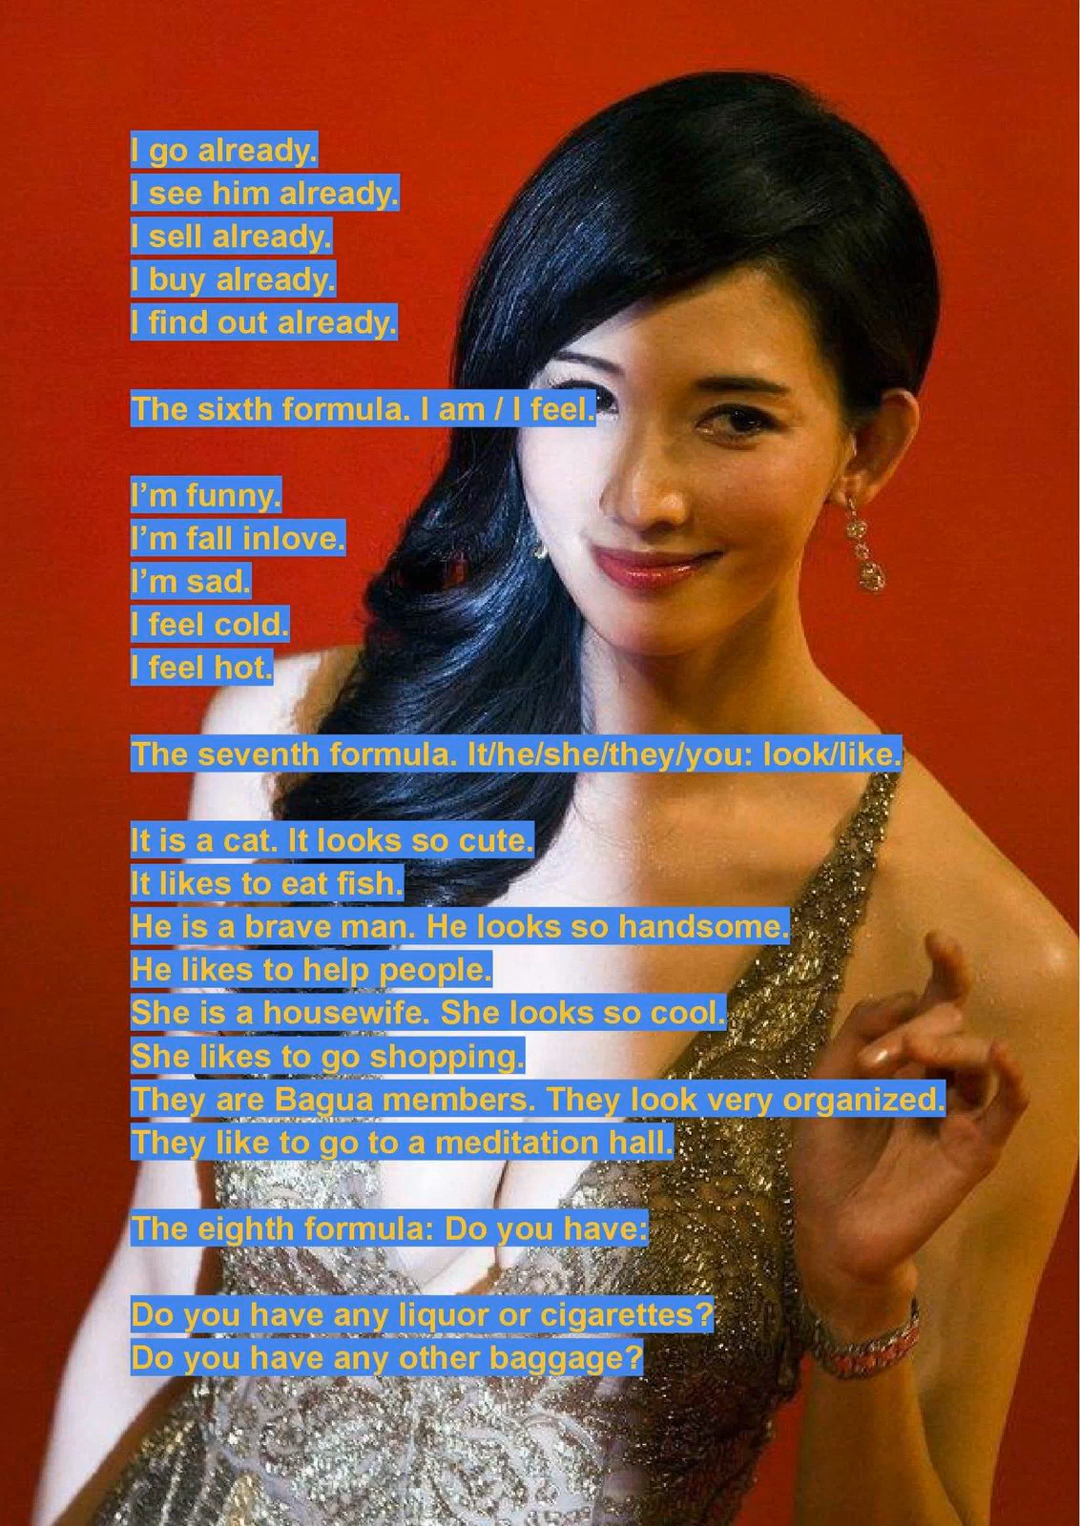 I go already.
I see him already.
I sell already.
I buy already.
I find out already.
The sixth formula. I am / I feel.
I’m funny.
I’m fall inlove.
I’m sad.
I feel cold.
I feel hot.
The seventh formula. It/he/she/they/you: look/like.
It is a cat. It looks so cute.
It likes to eat fish.
He is a brave man. He looks so handsome.
He likes to help people.
She is a housewife. She looks so cool.
She likes to go shopping.
They are Bagua members. They look very organized.
They like to go to a meditation hall.
The eighth formula: Do you have:
Do you have any liquor or cigarettes?
Do you have any other baggage?